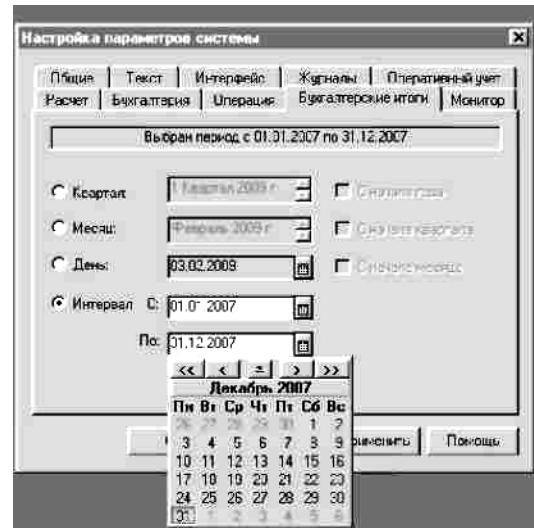 Настройка параметров системы
Общие Текст Интерфейс Журналы Оперативный учет
Расчет Бухгалтерия Операция Бухгалтерские итоги Монитор
Выбран период с 01.01.2007 по 31.12.2007
Квартал: 1 Квартал 2009 г С начала года
Месяц: Февраль 2009 г С начала квартала
День: 03.02.2009 С начала месяца
Интервал С: 01.01.2007
По: 31.12.2007
<< < = > >>
Декабрь 2007
Пн Вт Ср Чт Пт Сб Вс
26 27 28 29 30 1 2
3 4 5 6 7 8 9
Помощь
10 11 12 13 14 15 16
17 18 19 20 21 22 23
24 25 26 27 28 29 30
31 1 2 3 4 5 6